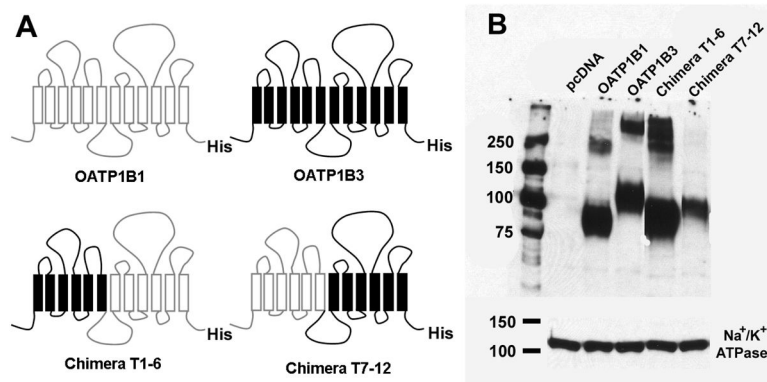 A
His
OATP1B1
His
OATP1B3
His
Chimera T1-6
His
Chimera T7-12
B
pcDNA
OATP1B1
OATP1B3
Chimera T1-6
Chimera T7-12
250
150
100
75
150
100
Na+/K+
ATPase